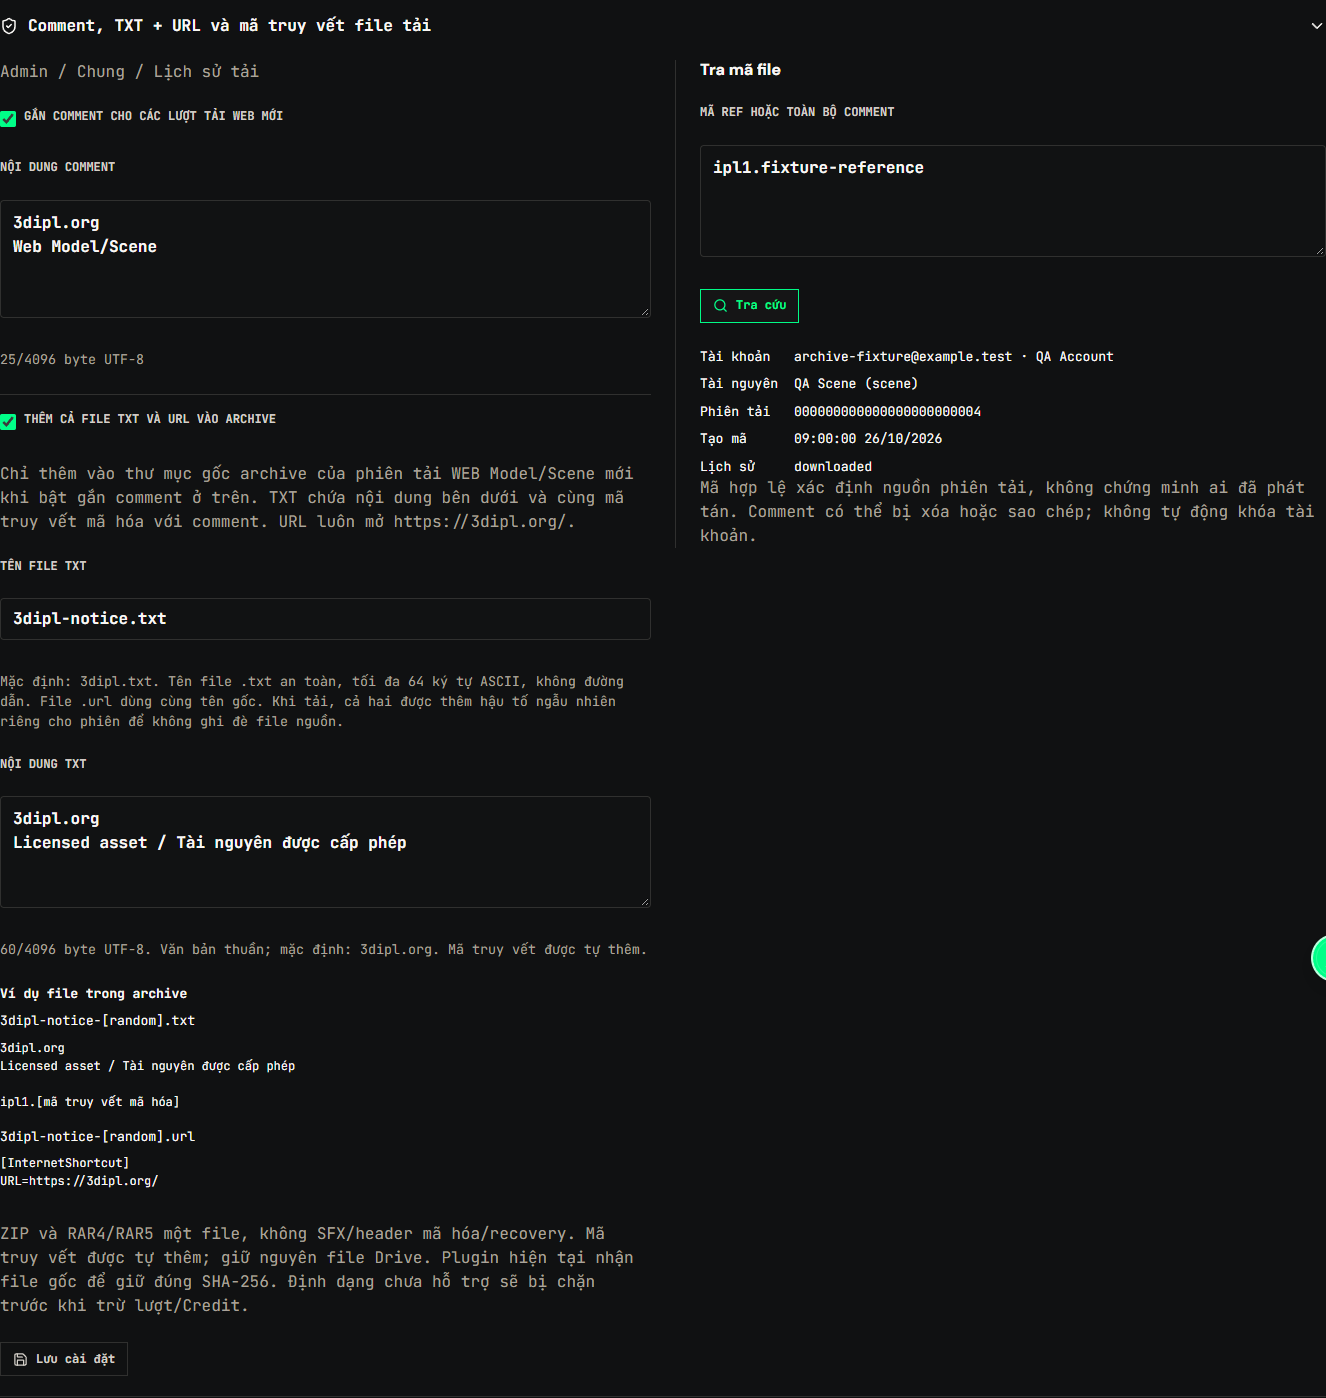 Comment, TXT + URL và mã truy vết file tải
Admin / Chung / Lịch sử tải
GẮN COMMENT CHO CÁC LƯỢT TẢI WEB MỚI
NỘI DUNG COMMENT
3dipl.org
Web Model/Scene
25/4096 byte UTF-8
THÊM CẢ FILE TXT VÀ URL VÀO ARCHIVE
Chỉ thêm vào thư mục gốc archive của phiên tải WEB Model/Scene mới
khi bật gắn comment ở trên. TXT chứa nội dung bên dưới và cùng mã
truy vết mã hóa với comment. URL luôn mở https://3dipl.org/.
TÊN FILE TXT
3dipl-notice.txt
Mặc định: 3dipl.txt. Tên file .txt an toàn, tối đa 64 ký tự ASCII, không đường
dẫn. File .url dùng cùng tên gốc. Khi tải, cả hai được thêm hậu tố ngẫu nhiên
riêng cho phiên để không ghi đè file nguồn.
NỘI DUNG TXT
3dipl.org
Licensed asset / Tài nguyên được cấp phép
60/4096 byte UTF-8. Văn bản thuần; mặc định: 3dipl.org. Mã truy vết được tự thêm.
Ví dụ file trong archive
3dipl-notice-[random].txt
3dipl.org
Licensed asset / Tài nguyên được cấp phép
ipl1.[mã truy vết mã hóa]
3dipl-notice-[random].url
[InternetShortcut]
URL=https://3dipl.org/
ZIP và RAR4/RAR5 một file, không SFX/header mã hóa/recovery. Mã
truy vết được tự thêm; giữ nguyên file Drive. Plugin hiện tại nhận
file gốc để giữ đúng SHA-256. Định dạng chưa hỗ trợ sẽ bị chặn
trước khi trừ lượt/Credit.
Lưu cài đặt
Tra mã file
MÃ REF HOẶC TOÀN BỘ COMMENT
ipl1.fixture-reference
Tra cứu
Tài khoản archive-fixture@example.test · QA Account
Tài nguyên QA Scene (scene)
Phiên tải 000000000000000000000004
Tạo mã 09:00:00 26/10/2026
Lịch sử downloaded
Mã hợp lệ xác định nguồn phiên tải, không chứng minh ai đã phát
tán. Comment có thể bị xóa hoặc sao chép; không tự động khóa tài
khoản.